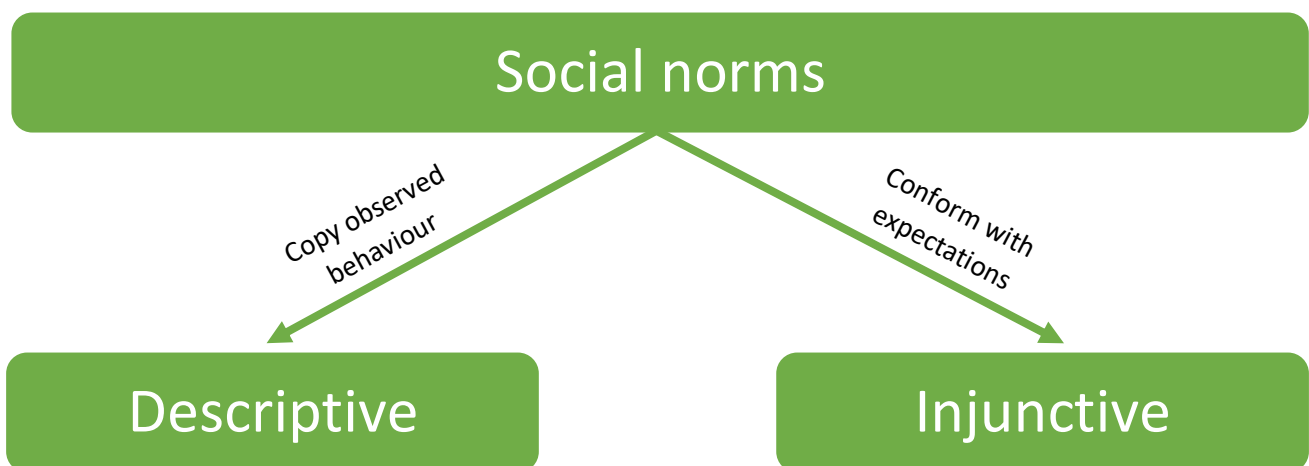 Social norms
Copy observed
behaviour
Conform with
expectations
Descriptive
Injunctive